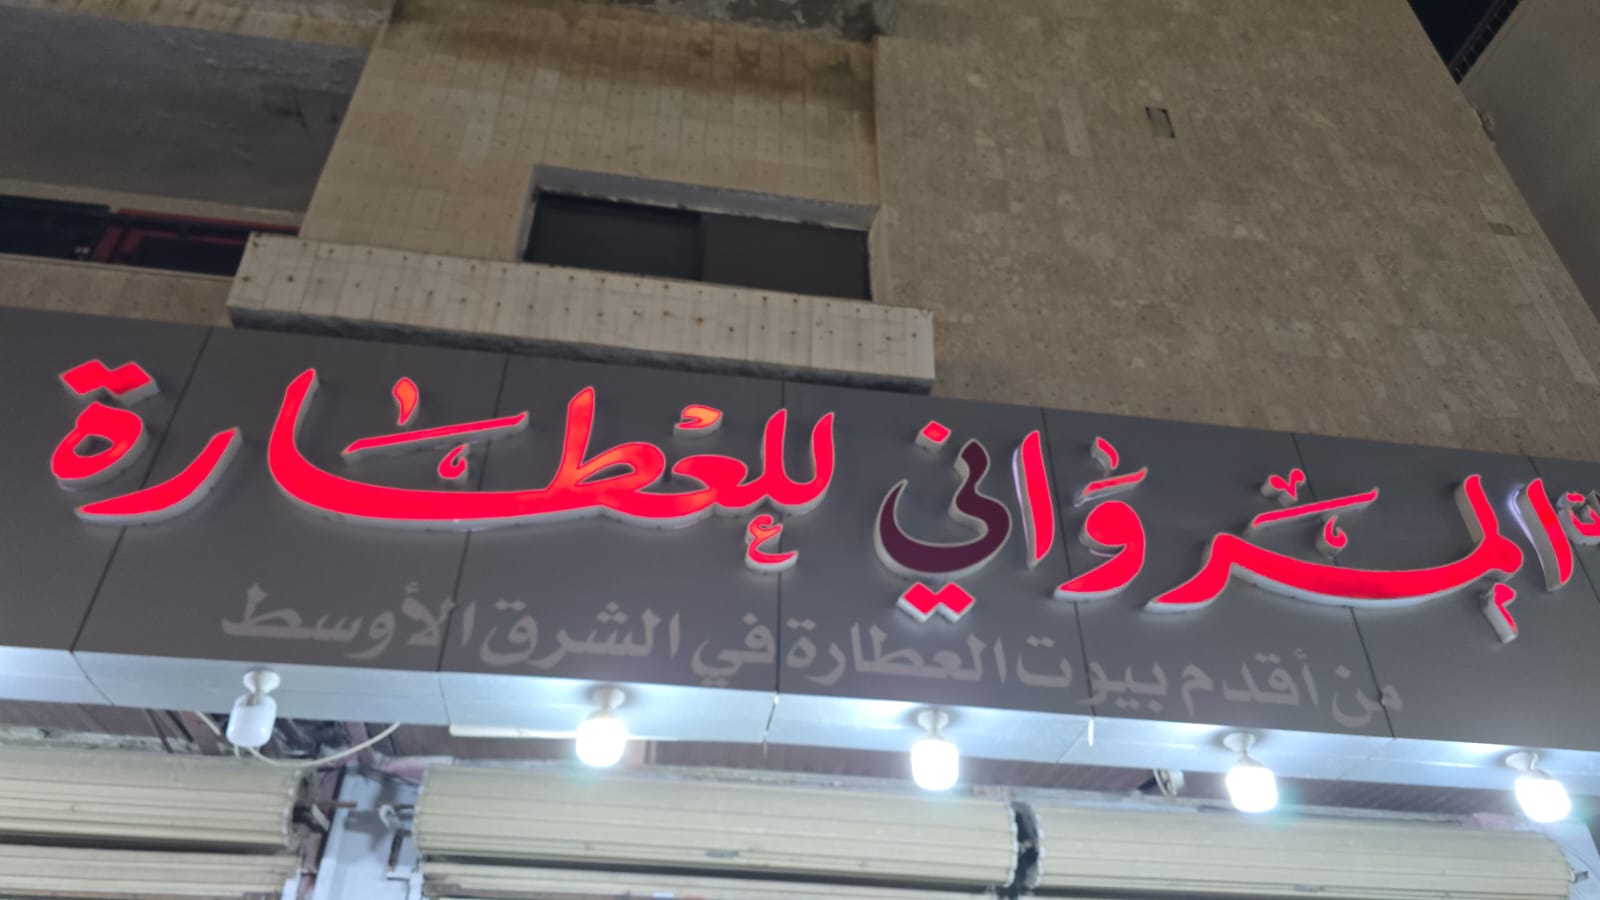 المرواني للعطارة
من أقدم بيوت العطارة في الشرق الأوسط